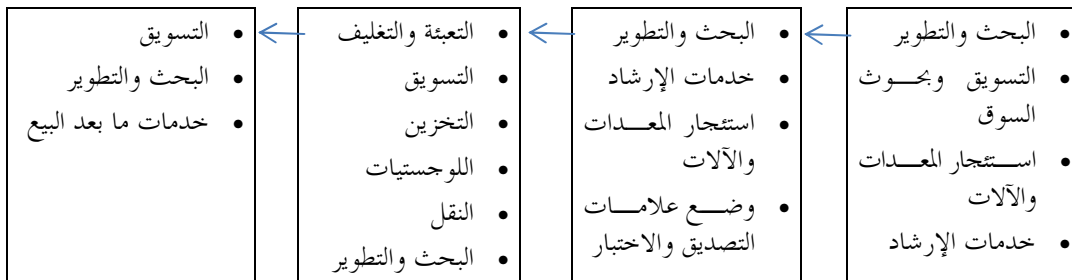 البحث والتطوير
التسويق وبحوث
السوق
استئجار المعدات
والآلات
خدمات الإرشاد
البحث والتطوير
خدمات الإرشاد
استئجار المعدات
والآلات
وضع علامات
التصديق والاختبار
التعبئة والتغليف
التسويق
التخزين
اللوجستيات
النقل
البحث والتطوير
التسويق
البحث والتطوير
خدمات ما بعد البيع